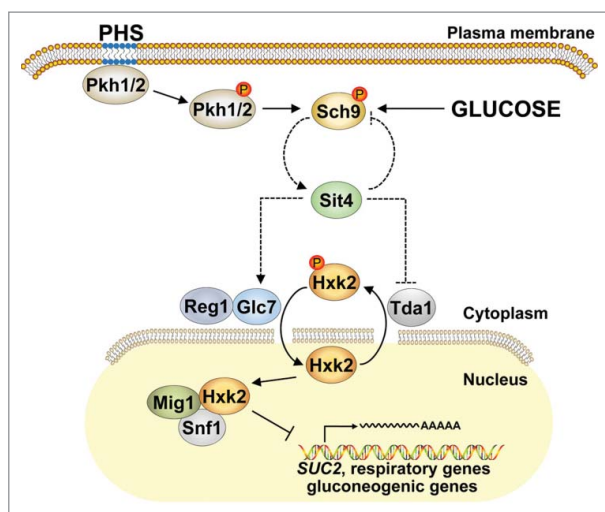 PHS
Plasma membrane
Pkh1/2
P
Pkh1/2
P
Sch9
GLUCOSE
Sit4
P
Hxk2
Reg1
Glc7
Tda1
Cytoplasm
Hxk2
Nucleus
Mig1
Hxk2
Snf1
AAAAA
SUC2, respiratory genes
gluconeogenic genes